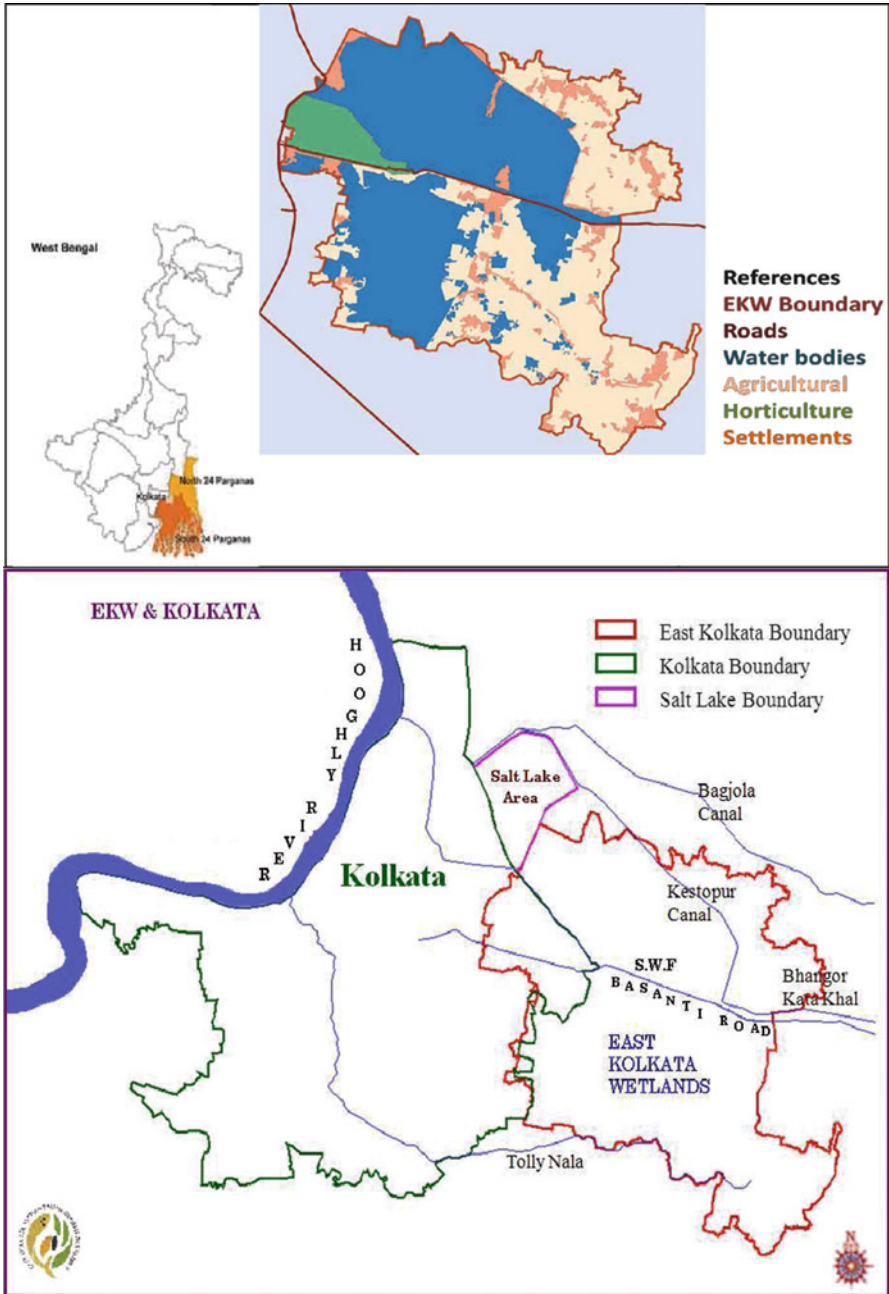 West Bengal
North 24 Parganas
Kolkata
South 24 Parganas
References
EKW Boundary
Roads
Water bodies
Agricultural
Horticulture
Settlements
EKW & KOLKATA
East Kolkata Boundary
Kolkata Boundary
Salt Lake Boundary
HOOGHLY
RIVER
Salt Lake
Area
Bagjola
Canal
Kolkata
Kestopur
Canal
S.W.F
BASANTI ROAD
Bhangor
Kata Khal
EAST
KOLKATA
WETLANDS
Tolly Nala
N